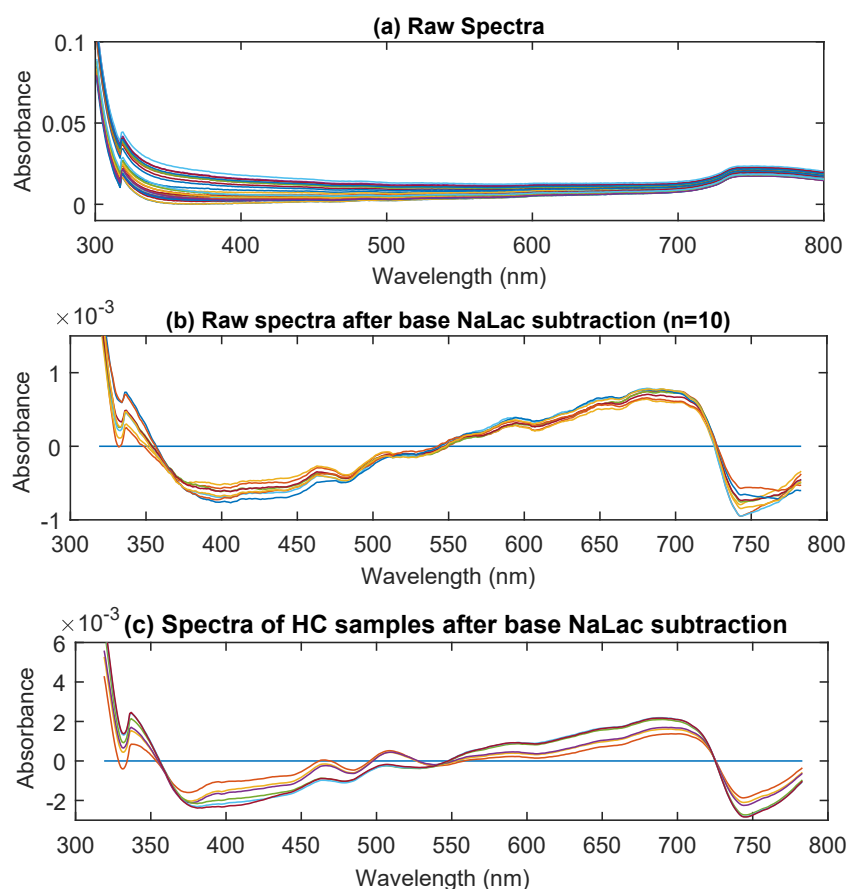 (a) Raw Spectra
0.1
0.05
0
Absorbance
300 400 500 600 700 800
Wavelength (nm)
×10⁻³
(b) Raw spectra after base NaLac subtraction (n=10)
1
0
-1
Absorbance
300 350 400 450 500 550 600 650 700 750 800
Wavelength (nm)
×10⁻³
(c) Spectra of HC samples after base NaLac subtraction
6
4
2
0
-2
Absorbance
300 350 400 450 500 550 600 650 700 750 800
Wavelength (nm)